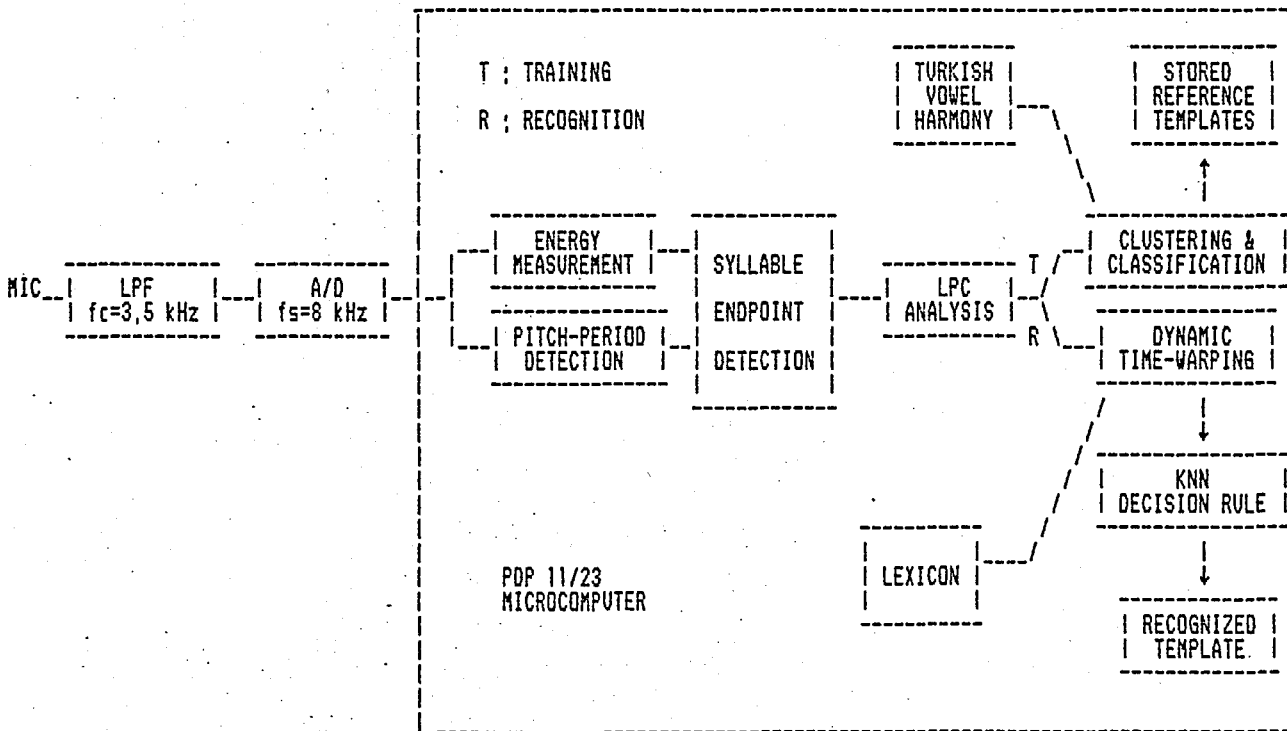 T : TRAINING
R : RECOGNITION
TURKISH
VOWEL
HARMONY
STORED
REFERENCE
TEMPLATES
MIC
LPF
fc=3,5 kHz
A/D
fs=8 kHz
ENERGY
MEASUREMENT
PITCH-PERIOD
DETECTION
SYLLABLE
ENDPOINT
DETECTION
LPC
ANALYSIS
T
R
CLUSTERING &
CLASSIFICATION
DYNAMIC
TIME-WARPING
KNN
DECISION RULE
LEXICON
RECOGNIZED
TEMPLATE
PDP 11/23
MICROCOMPUTER